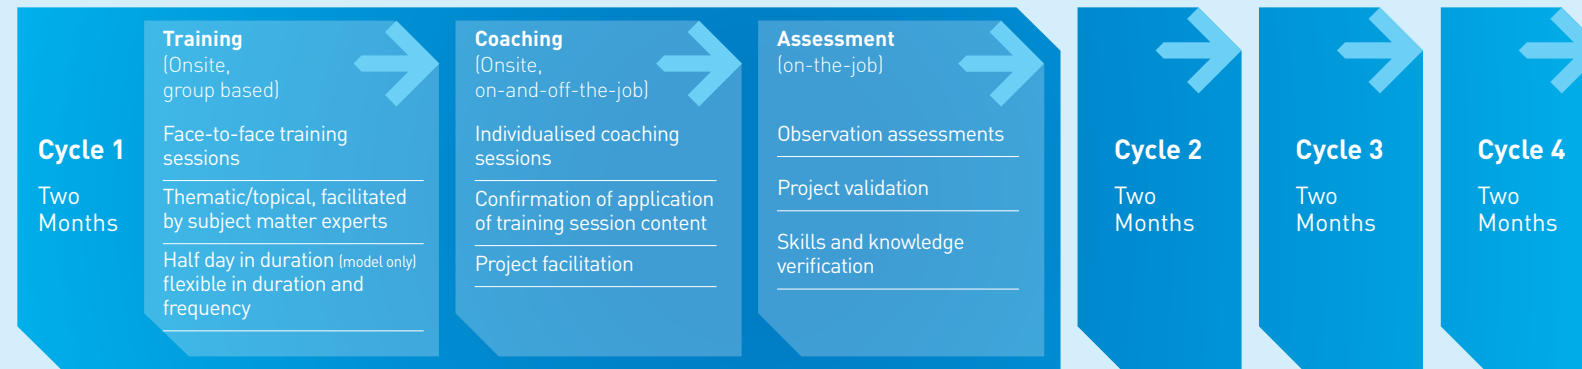 Cycle 1
Two
Months
Training
(Onsite,
group based)
Face-to-face training
sessions
Thematic/topical, facilitated
by subject matter experts
Half day in duration (model only)
flexible in duration and
frequency
Coaching
(Onsite,
on-and-off-the-job)
Individualised coaching
sessions
Confirmation of application
of training session content
Project facilitation
Assessment
(on-the-job)
Observation assessments
Project validation
Skills and knowledge
verification
Cycle 2
Two
Months
Cycle 3
Two
Months
Cycle 4
Two
Months